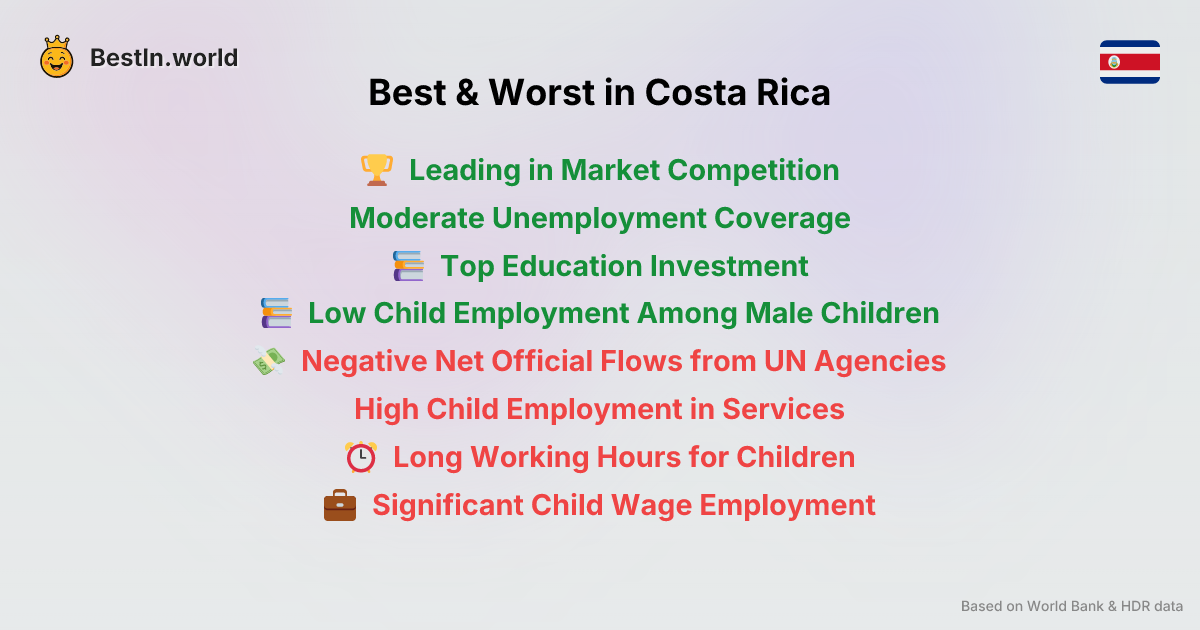 BestIn.world
Best & Worst in Costa Rica
Leading in Market Competition
Moderate Unemployment Coverage
Top Education Investment
Low Child Employment Among Male Children
Negative Net Official Flows from UN Agencies
High Child Employment in Services
Long Working Hours for Children
Significant Child Wage Employment
Based on World Bank & HDR data